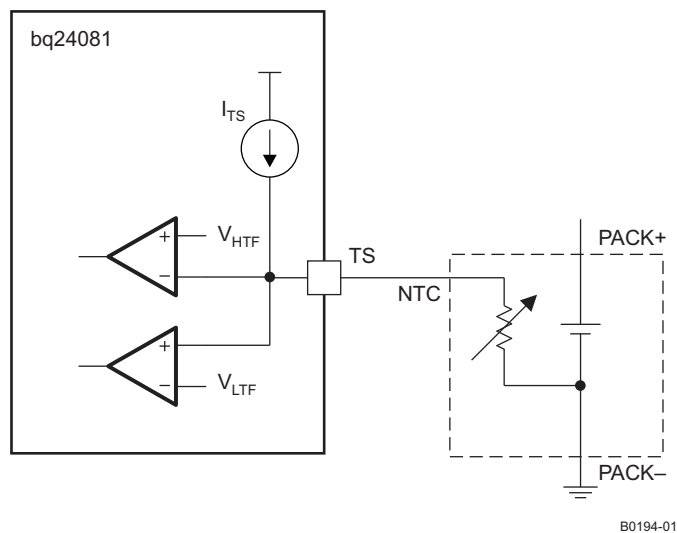 bq24081
I_TS
+
V_HTF
−
TS
NTC
PACK+
+
−
V_LTF
PACK–
B0194-01